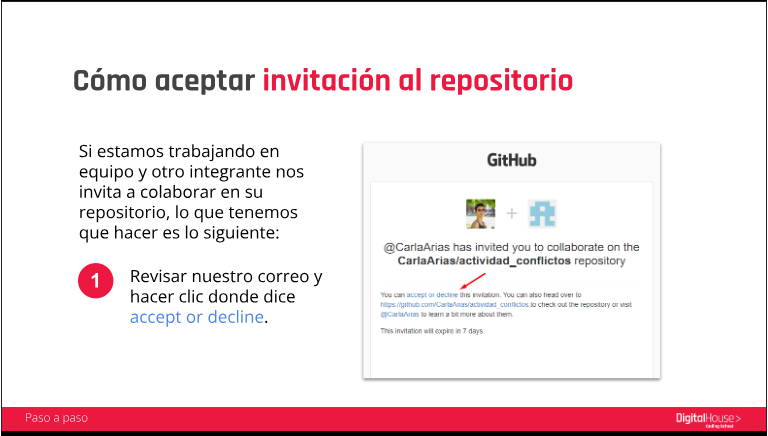 Cómo aceptar invitación al repositorio
Si estamos trabajando en
equipo y otro integrante nos
invita a colaborar en su
repositorio, lo que tenemos
que hacer es lo siguiente:
1
Revisar nuestro correo y
hacer clic donde dice
accept or decline.
GitHub
+
@CarlaArias has invited you to collaborate on the
CarlaArias/actividad_conflictos repository
You can accept or decline this invitation. You can also head over to
https://github.com/CarlaArias/actividad_conflictos to check out the repository or visit
@CarlaArias to learn a bit more about them.
This invitation will expire in 7 days.
Paso a paso
DigitalHouse>
Coding School